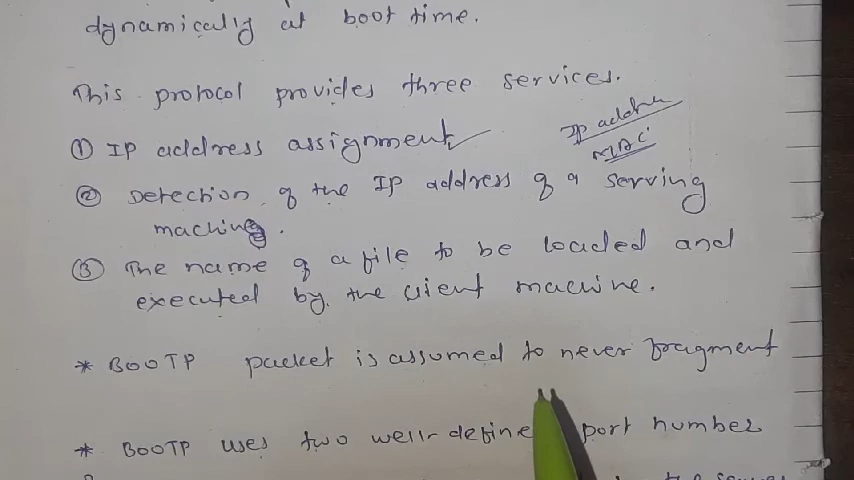 dynamically at boot time.
This protocol provides three services.
① IP address assignment
IP addre
MAC
② Detection of the IP address of a serving
machine.
③ The name of a file to be loaded and
executed by the client machine.
* BOOTP packet is assumed to never fragment
* BOOTP uses two well-define port number